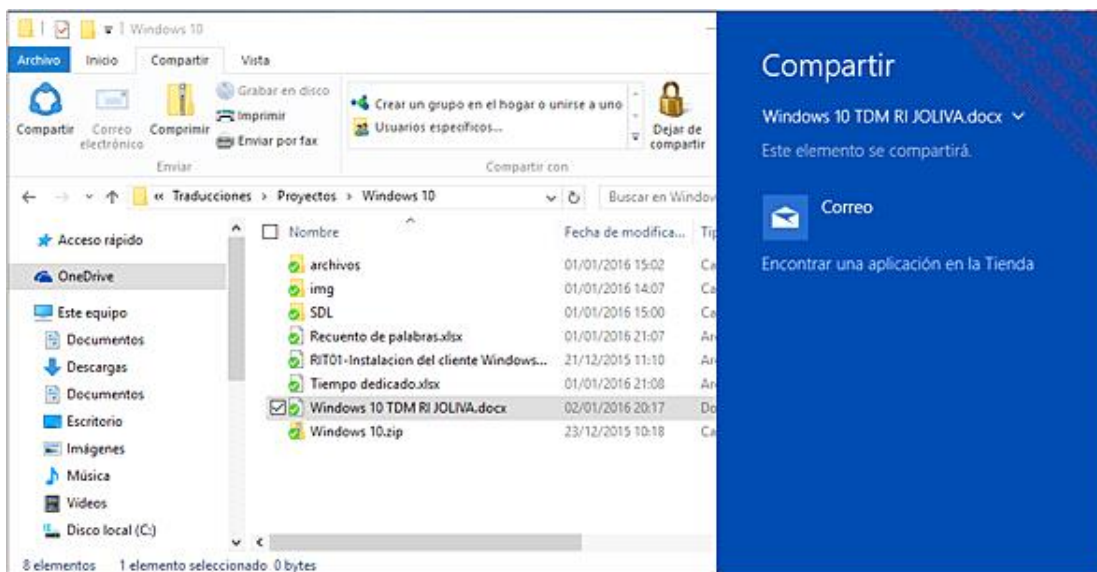 Windows 10
Archivo Inicio Compartir Vista
Compartir
Correo electrónico
Comprimir
Grabar en disco
Imprimir
Enviar por fax
Enviar
Crear un grupo en el hogar o unirse a uno
Usuarios específicos...
Compartir con
Dejar de compartir
« Traducciones > Proyectos > Windows 10
Buscar en Window
Acceso rápido
OneDrive
Este equipo
Documentos
Descargas
Documentos
Escritorio
Imágenes
Música
Vídeos
Disco local (C:)
Nombre Fecha de modifica... Tip
archivos 01/01/2016 15:02 Ca
img 01/01/2016 14:07 Ca
SDL 01/01/2016 15:00 Ca
Recuento de palabras.xlsx 01/01/2016 21:07 Ar
RIT01-Instalacion del cliente Windows... 21/12/2015 11:10 Ar
Tiempo dedicado.xlsx 01/01/2016 21:08 Ar
Windows 10 TDM RI JOLIVA.docx 02/01/2016 20:17 Do
Windows 10.zip 23/12/2015 10:18 Ca
8 elementos 1 elemento seleccionado 0 bytes
Compartir
Windows 10 TDM RI JOLIVA.docx
Este elemento se compartirá.
Correo
Encontrar una aplicación en la Tienda